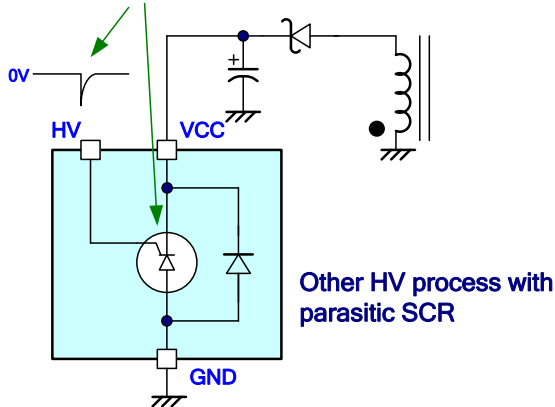 0V
HV
VCC
Other HV process with
parasitic SCR
GND